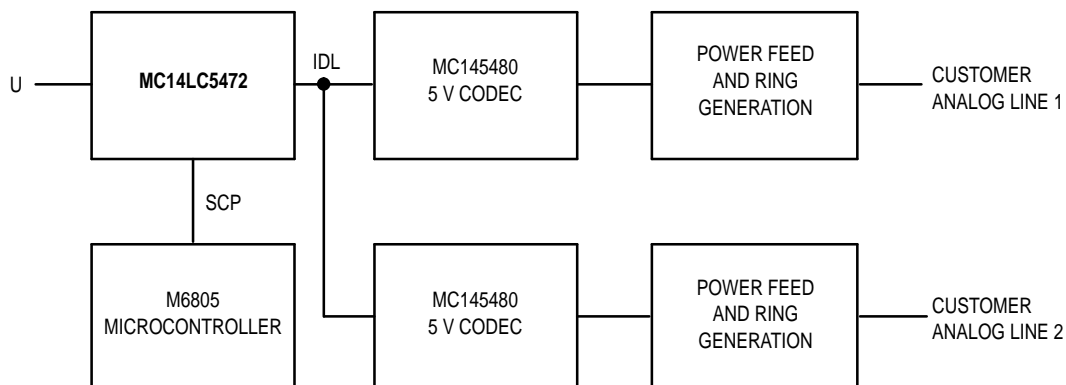 U
MC14LC5472
IDL
MC145480
5 V CODEC
POWER FEED
AND RING
GENERATION
CUSTOMER
ANALOG LINE 1
SCP
M6805
MICROCONTROLLER
MC145480
5 V CODEC
POWER FEED
AND RING
GENERATION
CUSTOMER
ANALOG LINE 2